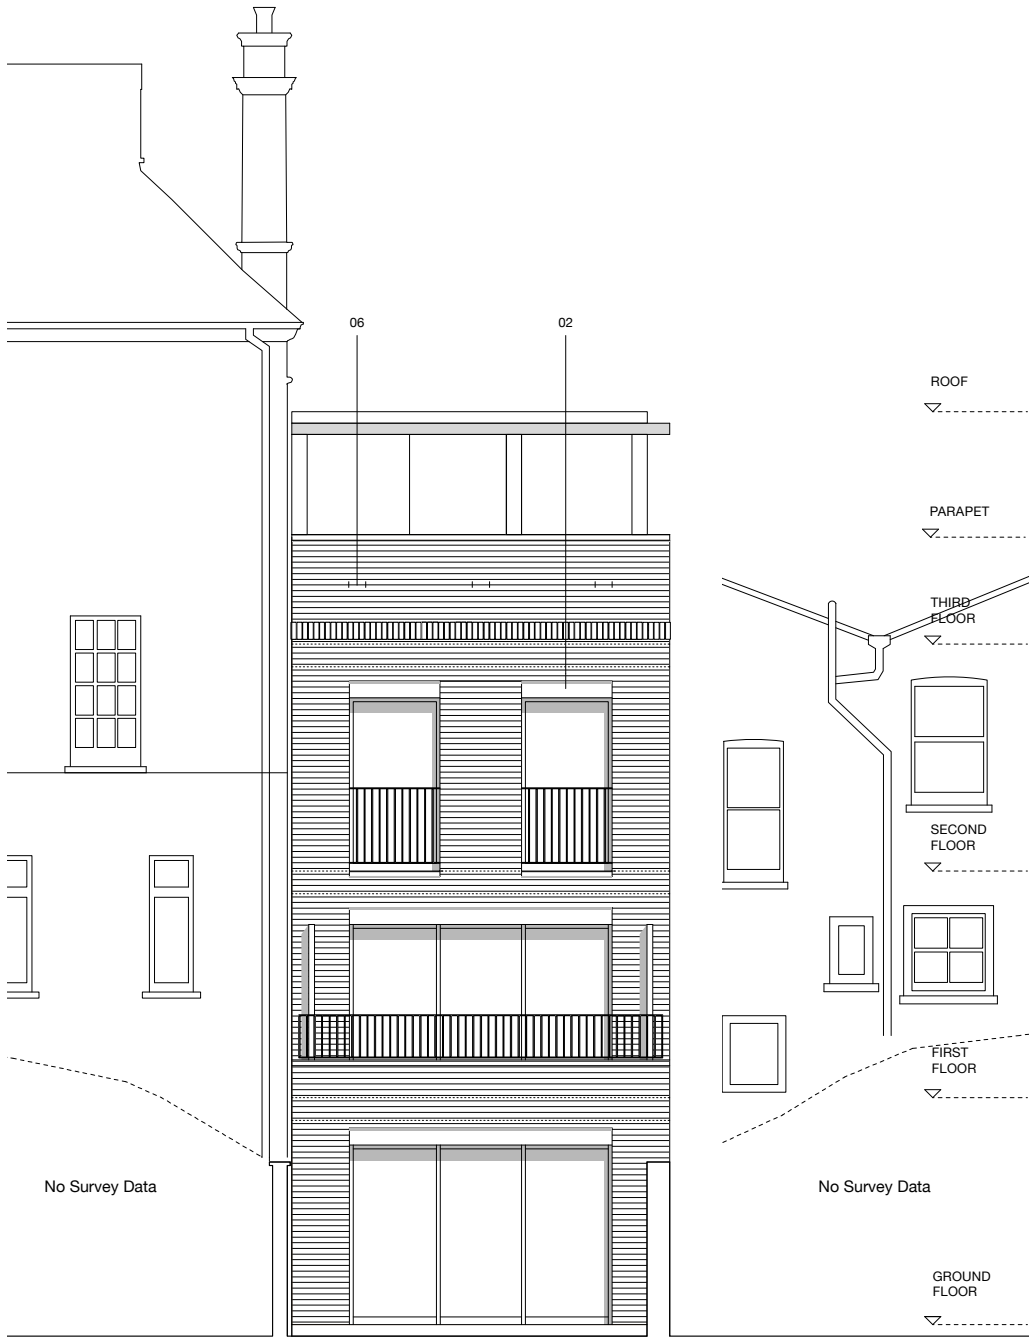 06
02
ROOF
PARAPET
THIRD
FLOOR
SECOND
FLOOR
FIRST
FLOOR
No Survey Data
No Survey Data
GROUND
FLOOR